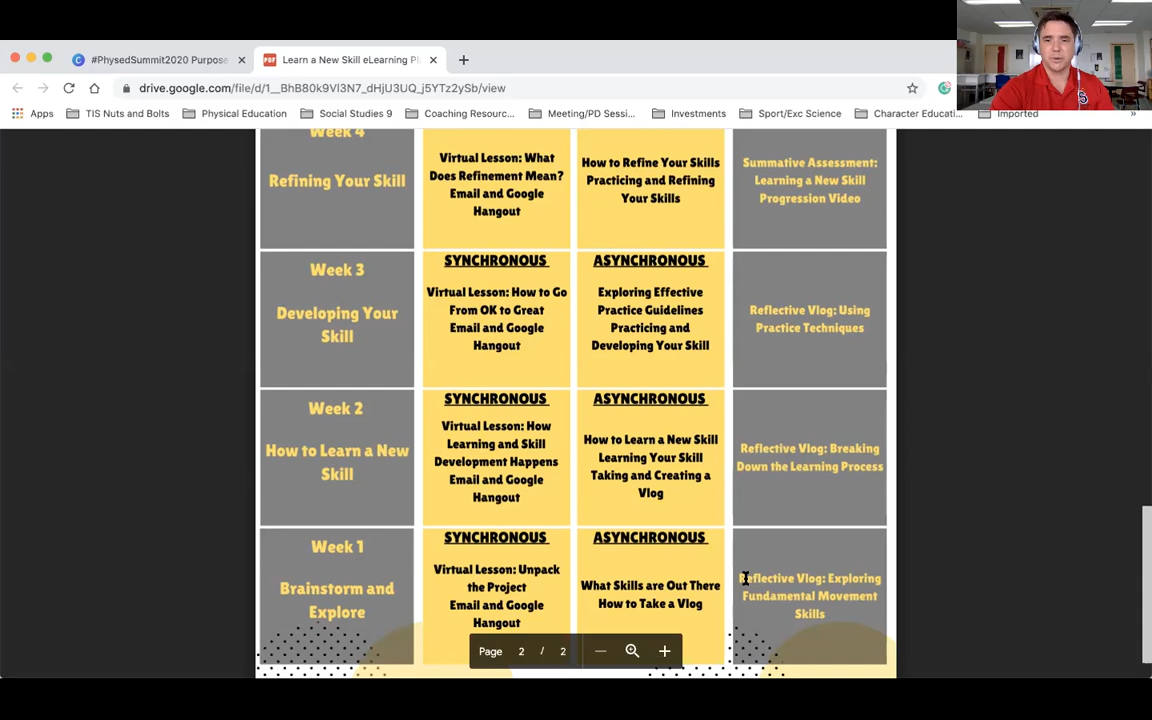 #PhysedSummit2020 Purpose
Learn a New Skill eLearning Pl
drive.google.com/file/d/1__BhB80k9Vl3N7_dHjU3UQ_j5YTz2ySb/view
Apps
TIS Nuts and Bolts
Physical Education
Social Studies 9
Coaching Resourc...
Meeting/PD Sessi...
Investments
Sport/Exc Science
Character Educati...
Imported
»
Week 4
Refining Your Skill
Virtual Lesson: What
Does Refinement Mean?
Email and Google
Hangout
How to Refine Your Skills
Practicing and Refining
Your Skills
Summative Assessment:
Learning a New Skill
Progression Video
Week 3
Developing Your
Skill
SYNCHRONOUS
Virtual Lesson: How to Go
From OK to Great
Email and Google
Hangout
ASYNCHRONOUS
Exploring Effective
Practice Guidelines
Practicing and
Developing Your Skill
Reflective Vlog: Using
Practice Techniques
Week 2
How to Learn a New
Skill
SYNCHRONOUS
Virtual Lesson: How
Learning and Skill
Development Happens
Email and Google
Hangout
ASYNCHRONOUS
How to Learn a New Skill
Learning Your Skill
Taking and Creating a
Vlog
Reflective Vlog: Breaking
Down the Learning Process
Week 1
Brainstorm and
Explore
SYNCHRONOUS
Virtual Lesson: Unpack
the Project
Email and Google
Hangout
ASYNCHRONOUS
What Skills are Out There
How to Take a Vlog
Reflective Vlog: Exploring
Fundamental Movement
Skills
Page 2 / 2